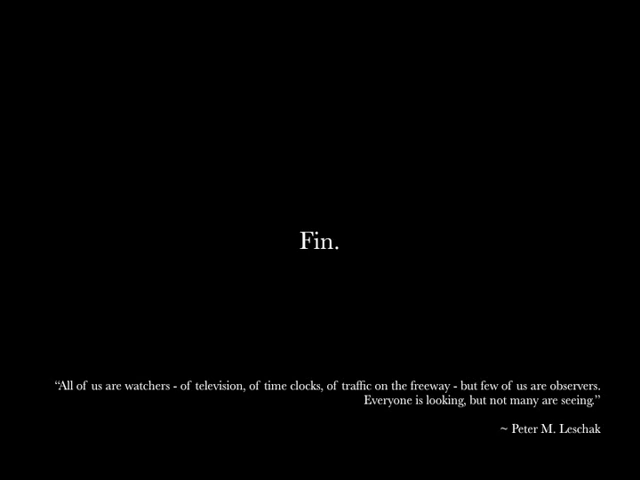 Fin.
“All of us are watchers - of television, of time clocks, of traffic on the freeway - but few of us are observers.
Everyone is looking, but not many are seeing.”
~ Peter M. Leschak